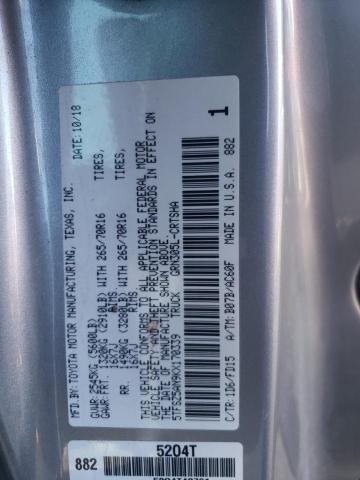 MFD. BY: TOYOTA MOTOR MANUFACTURING, TEXAS, INC. DATE: 10/18
GVWR: 2545KG (5600LB)
GAWR: FRT. 1320KG (2910LB) WITH 265/70R16 TIRES,
16X7J RIMS
RR. 1490KG (3280LB) WITH 265/70R16 TIRES,
16X7J RIMS
THIS VEHICLE CONFORMS TO ALL APPLICABLE FEDERAL MOTOR
VEHICLE SAFETY AND THEFT PREVENTION STANDARDS IN EFFECT ON
THE DATE OF MANUFACTURE SHOWN ABOVE.
5TFSZ5AN9KX170339 TRUCK GRN305L-CRTSHA
1
C/TR: 1D6/FD15 A/TM: B07B/AC60F MADE IN U.S.A. 882
882 5204T